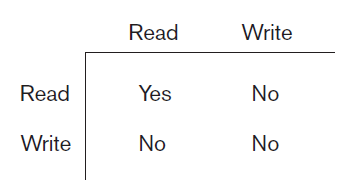 Read Write
Read Yes No
Write No No